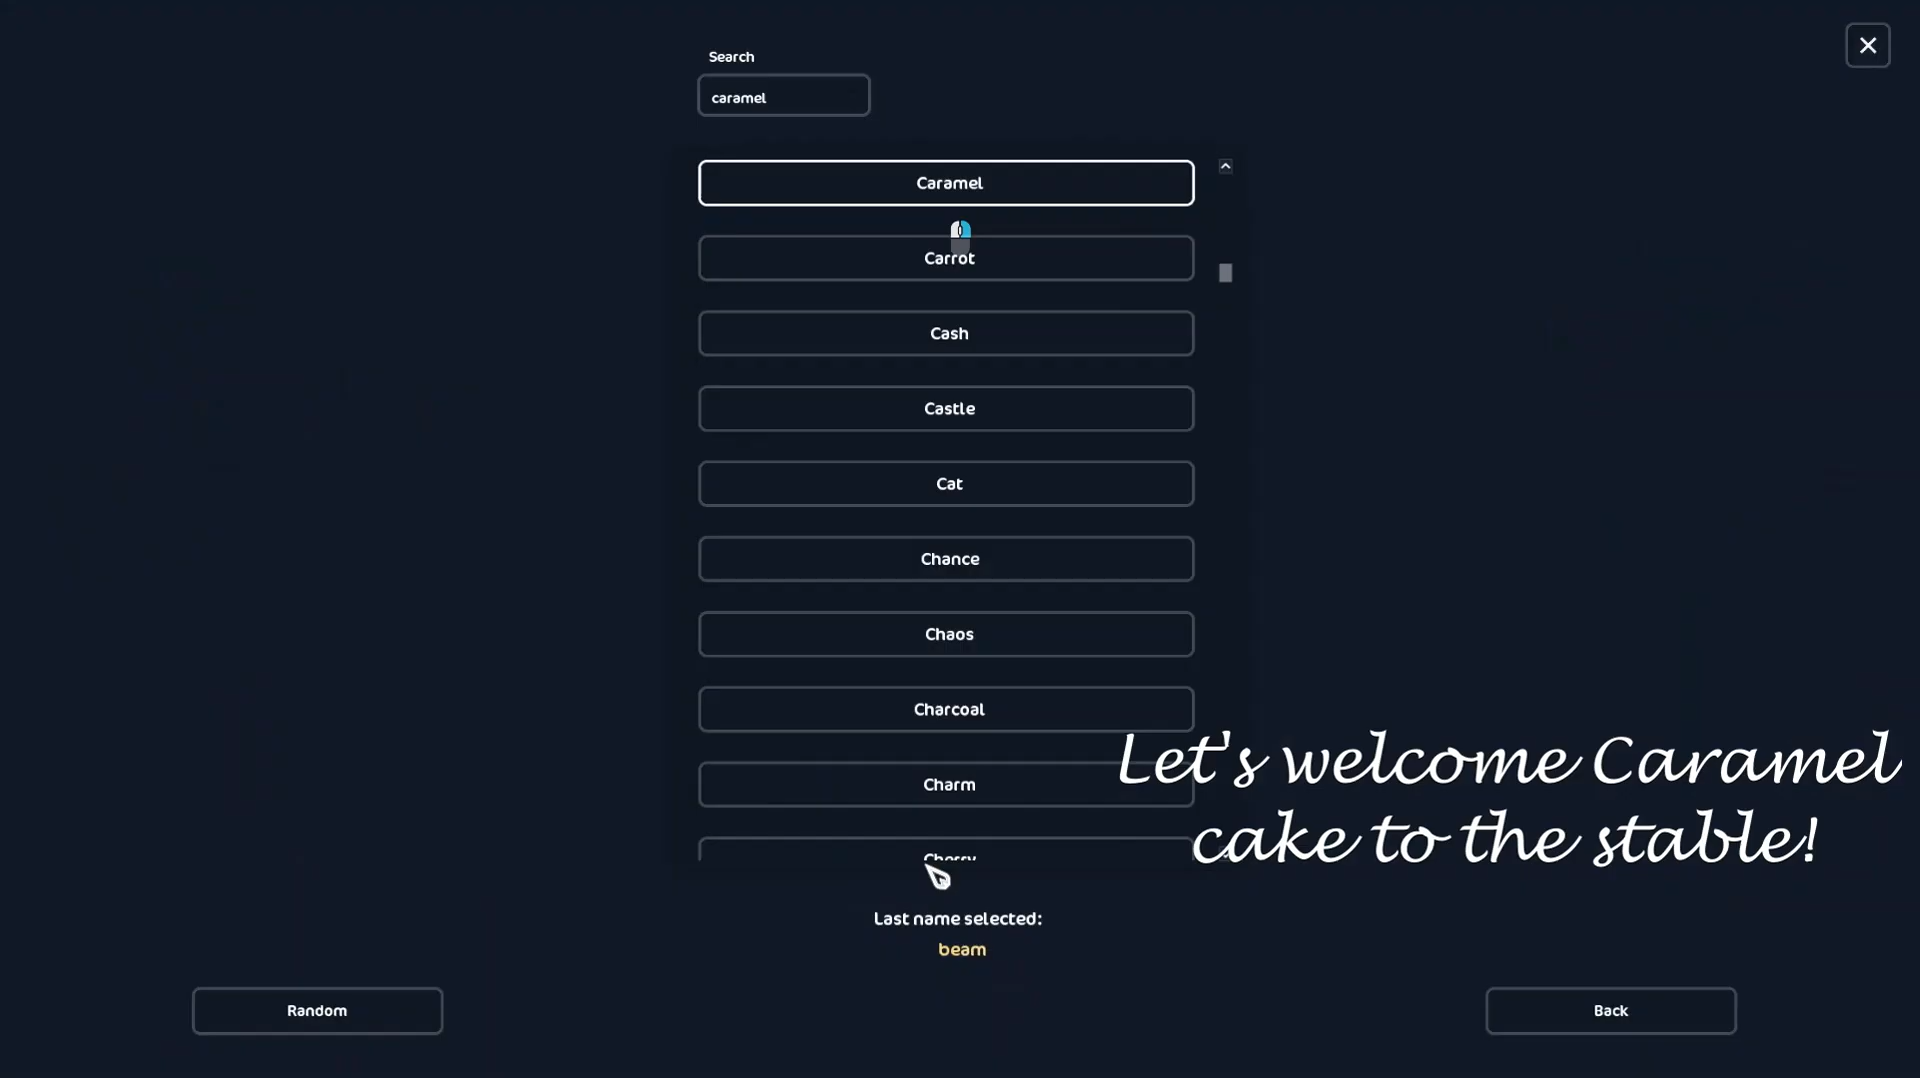 Search
caramel
Caramel
Carrot
Cash
Castle
Cat
Chance
Chaos
Charcoal
Charm
Cherry
Let's welcome Caramel
cake to the stable!
Last name selected:
beam
Random
Back